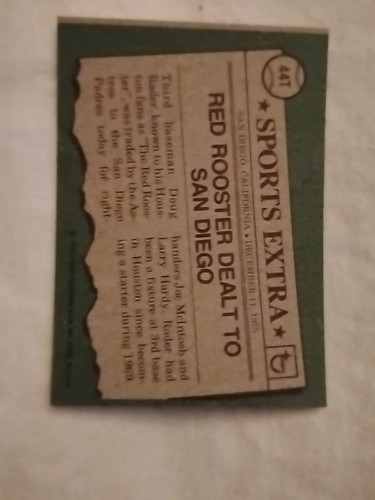 44T
★ SPORTS EXTRA ★
SAN DIEGO, CALIFORNIA • DECEMBER 11, 1975
RED ROOSTER DEALT TO
SAN DIEGO
Third baseman Doug
Rader, known to his Hous-
ton fans as "The Red Roos-
ter", was traded by the As-
tros to the San Diego
Padres today for right-
handers Joe McIntosh and
Larry Hardy. Rader had
been a fixture at 3rd base
in Houston since becom-
ing a starter during 1969.